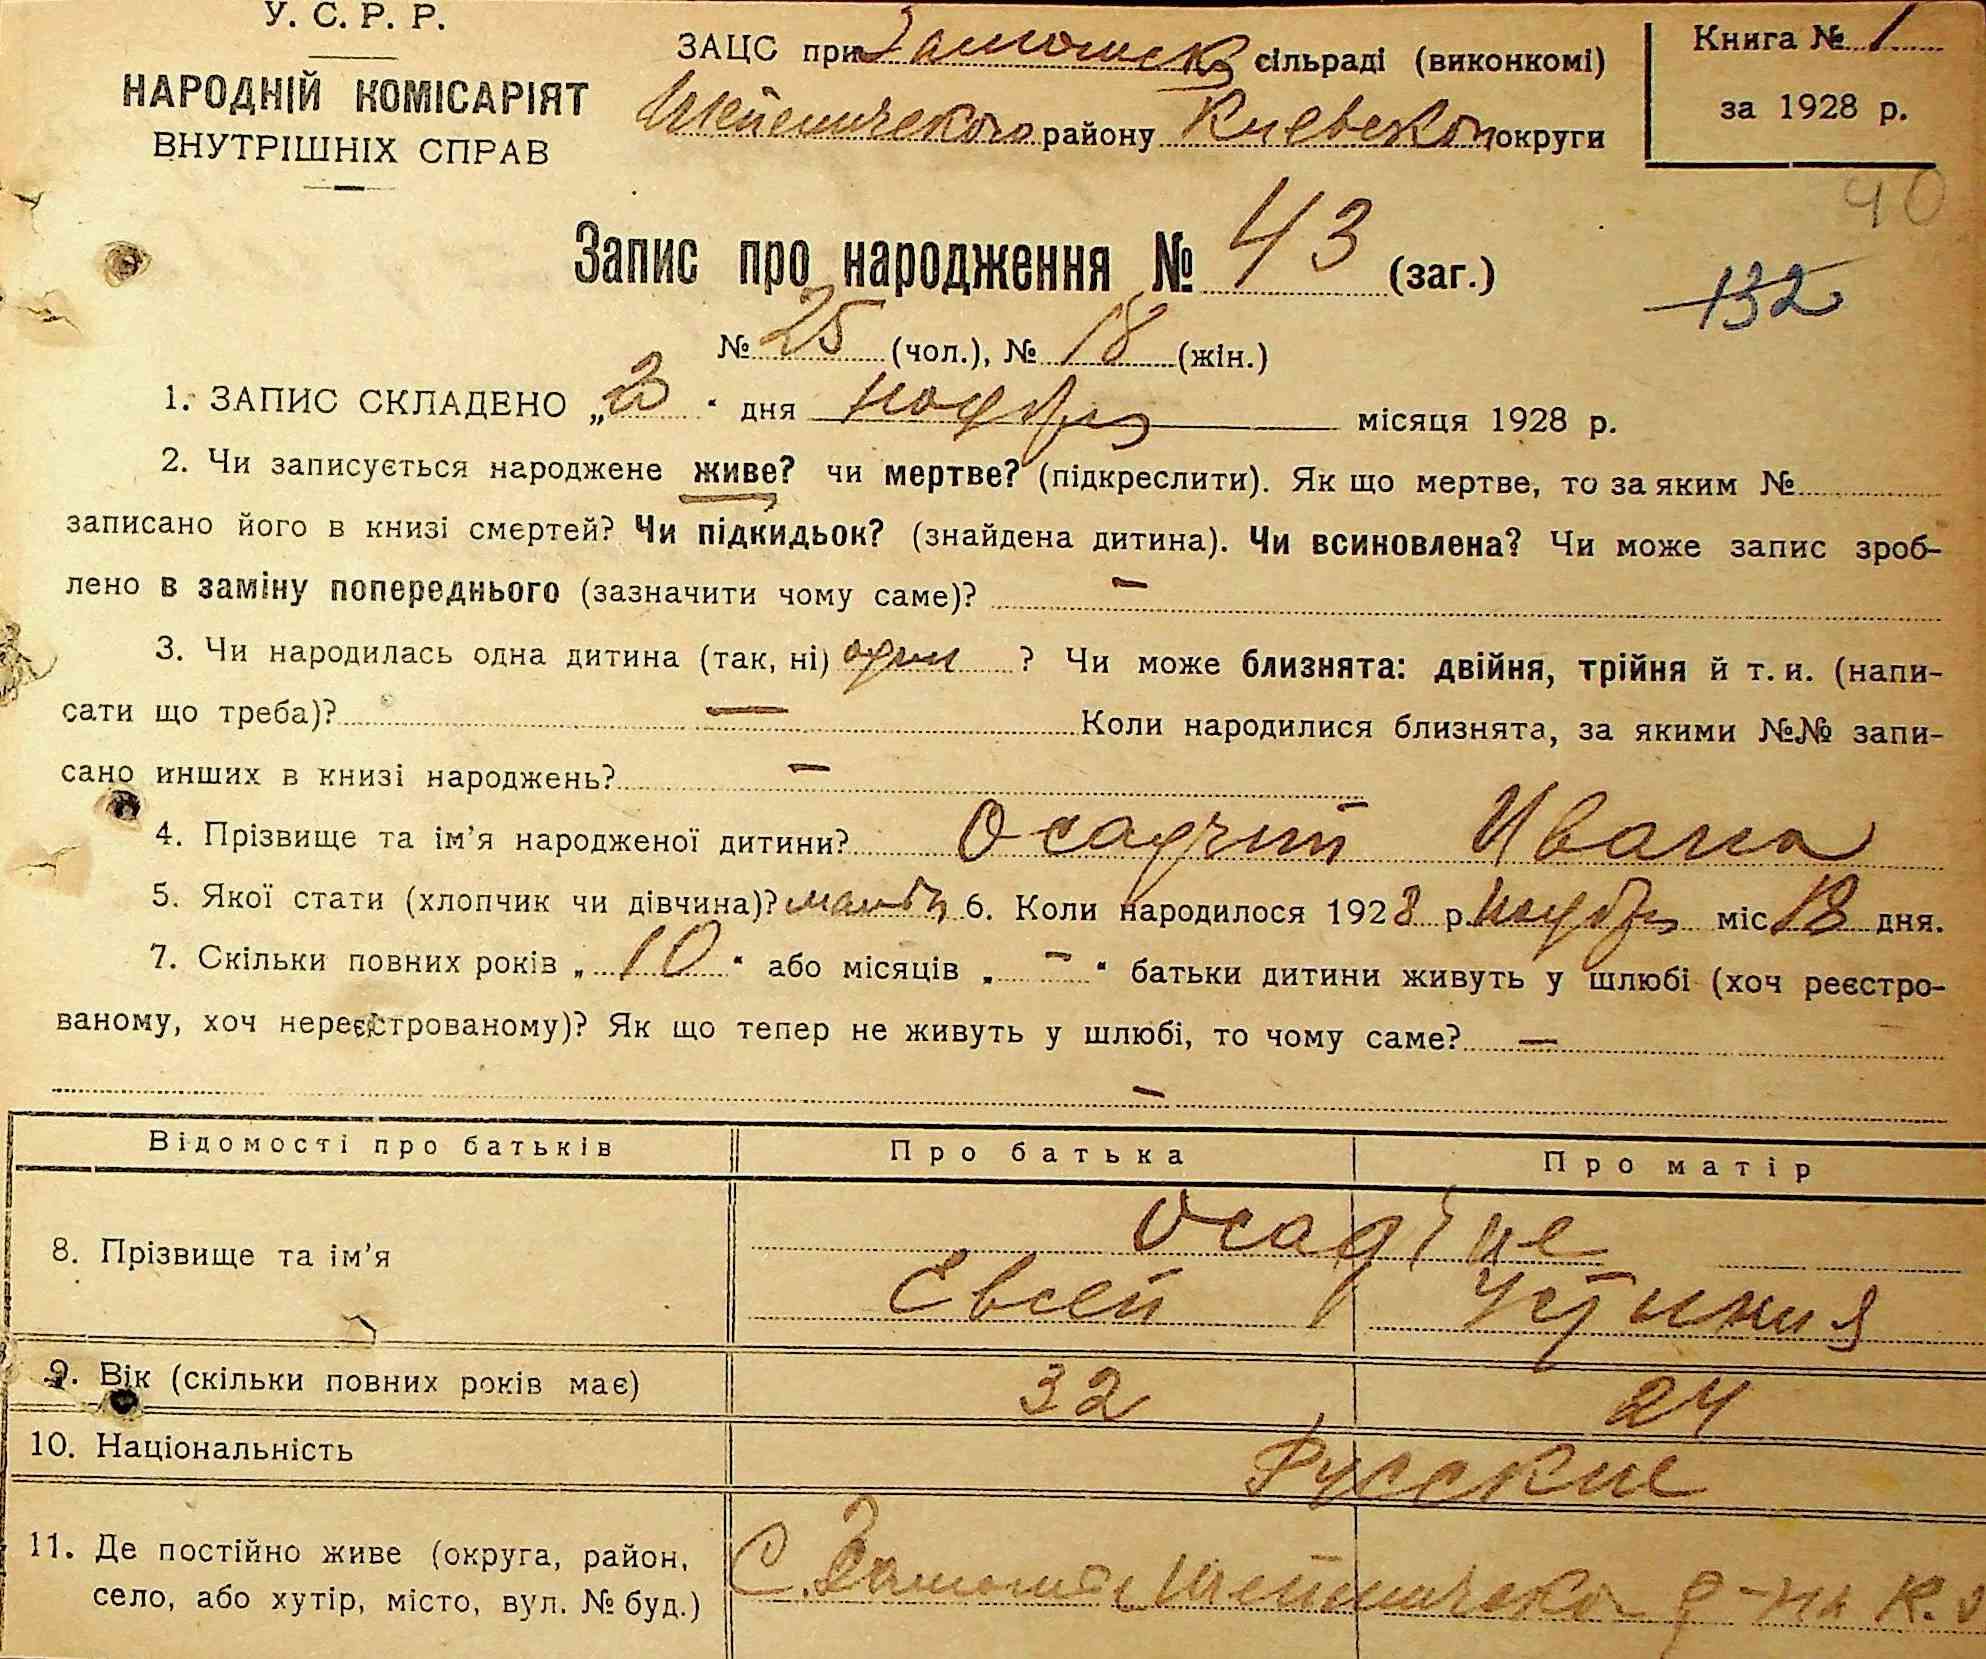 У. С. Р. Р.
НАРОДНІЙ КОМІСАРІЯТ
ВНУТРІШНІХ СПРАВ
ЗАЦС при сільраді (виконкомі)
району Киевской округи
Книга № 1
за 1928 р.
40
Запис про народження № 43 (заг.)
132
№ 25 (чол.), № 18 (жін.)
1. ЗАПИС СКЛАДЕНО „ “ дня ноября місяця 1928 р.
2. Чи записується народжене живе? чи мертве? (підкреслити). Як що мертве, то за яким №
записано його в книзі смертей? Чи підкидьок? (знайдена дитина). Чи всиновлена? Чи може запис зроб-
лено в заміну попереднього (зазначити чому саме)? —
3. Чи народилась одна дитина (так, ні) один ? Чи може близнята: двійня, трійня й т. и. (напи-
сати що треба)? — Коли народилися близнята, за якими №№ запи-
сано инших в книзі народжень? —
4. Прізвище та ім’я народженої дитини? Осадчий Ивана
5. Якої стати (хлопчик чи дівчина)? 6. Коли народилося 1928 р. ноября міс дня.
7. Скільки повних років „ 10 “ або місяців „ – “ батьки дитини живуть у шлюбі (хоч реєстро-
ваному, хоч нереєстрованому)? Як що тепер не живуть у шлюбі, то чому саме? —
—
Відомості про батьків Про батька Про матір
8. Прізвище та ім’я Осадчие
Евсей Устиния
9. Вік (скільки повних років має) 32 24
10. Національність Русские
11. Де постійно живе (округа, район,
село, або хутір, місто, вул. № буд.) С. р-на К.